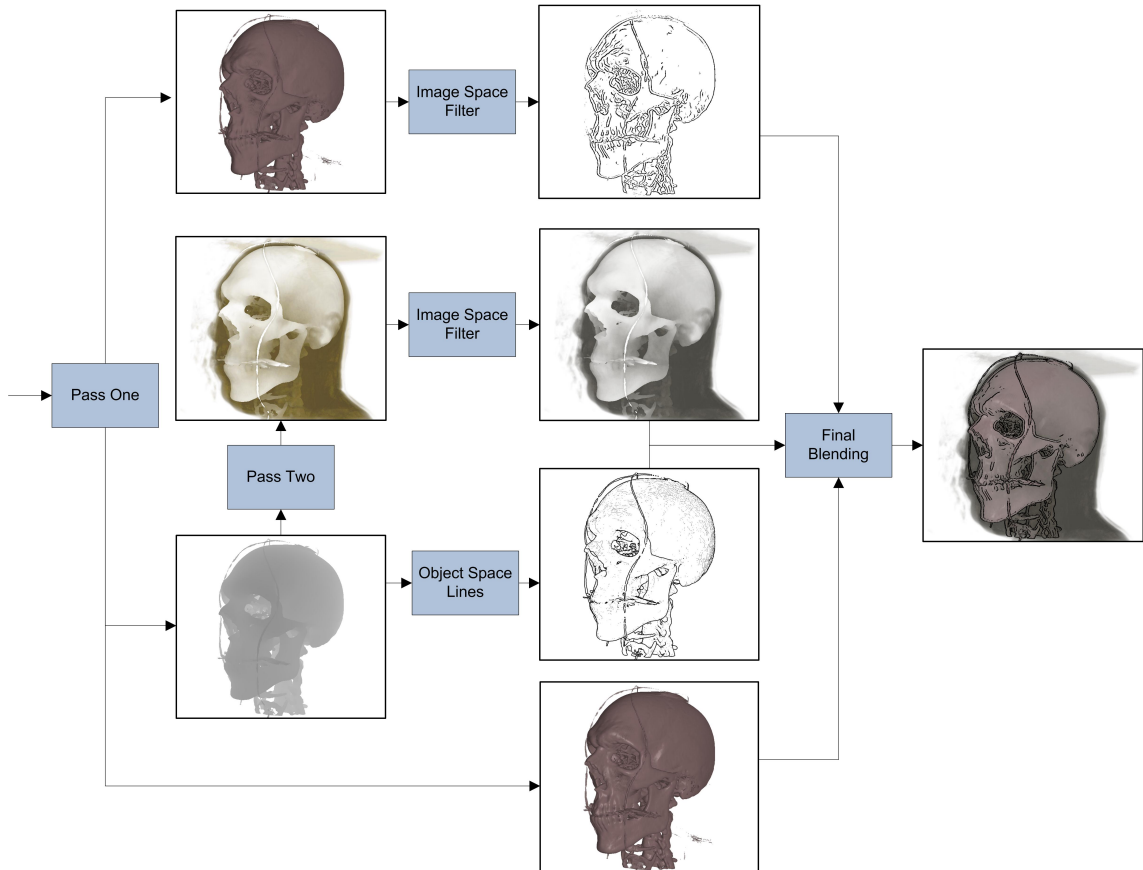 Image Space
Filter
Image Space
Filter
Pass One
Final
Blending
Pass Two
Object Space
Lines